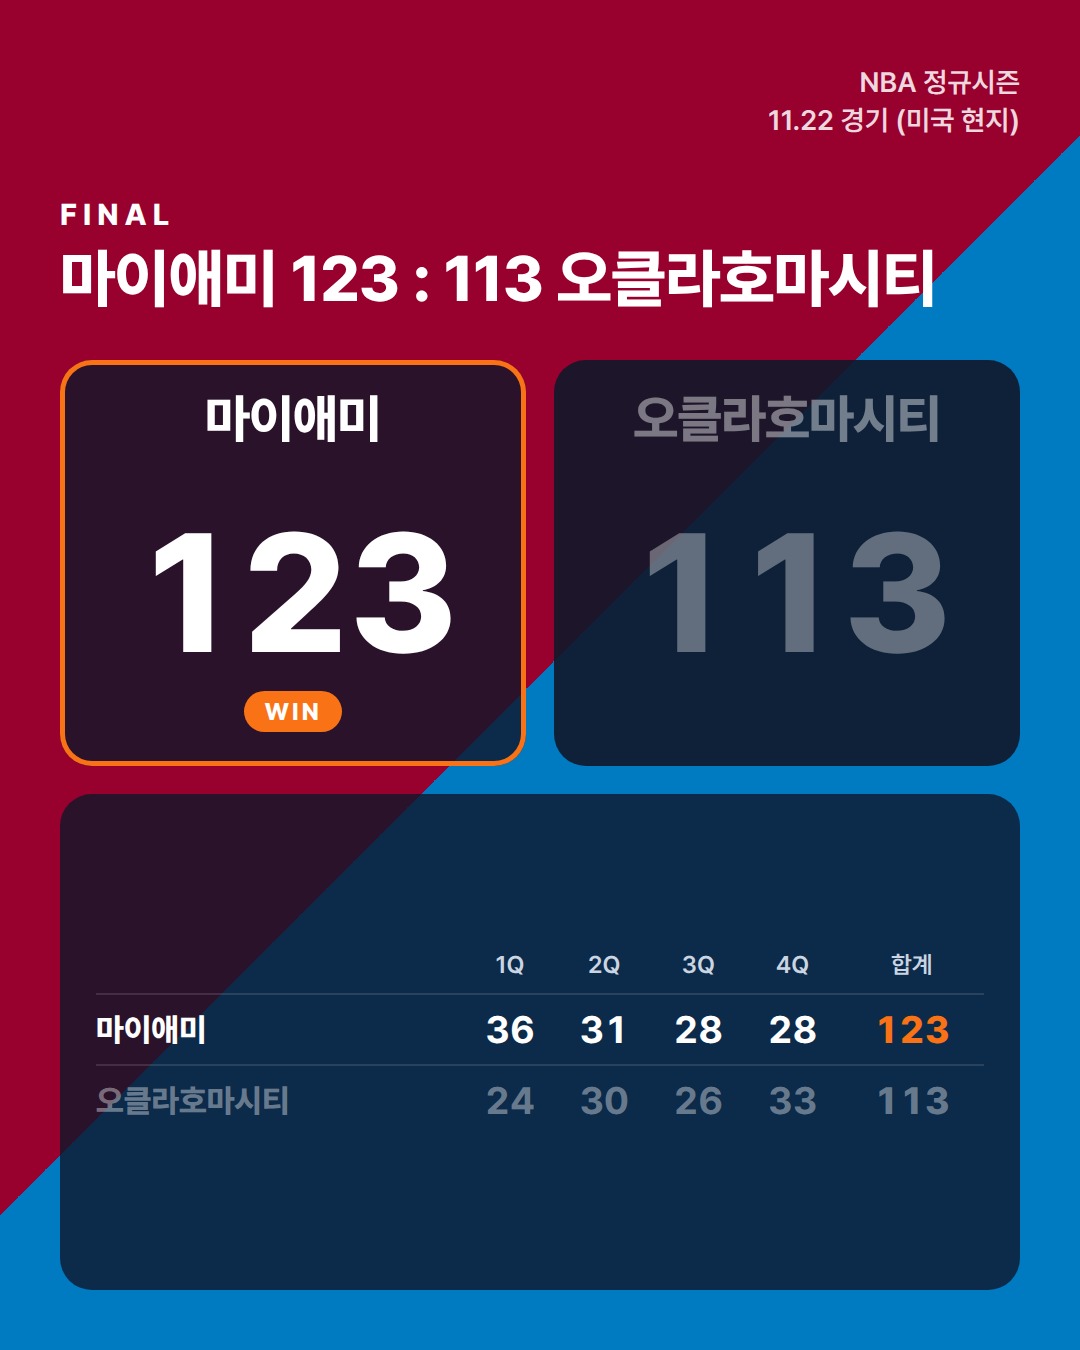 NBA 정규시즌
11.22 경기 (미국 현지)
FINAL
마이애미 123 : 113 오클라호마시티
마이애미
123
WIN
오클라호마시티
113
1Q 2Q 3Q 4Q 합계
마이애미 36 31 28 28 123
오클라호마시티 24 30 26 33 113